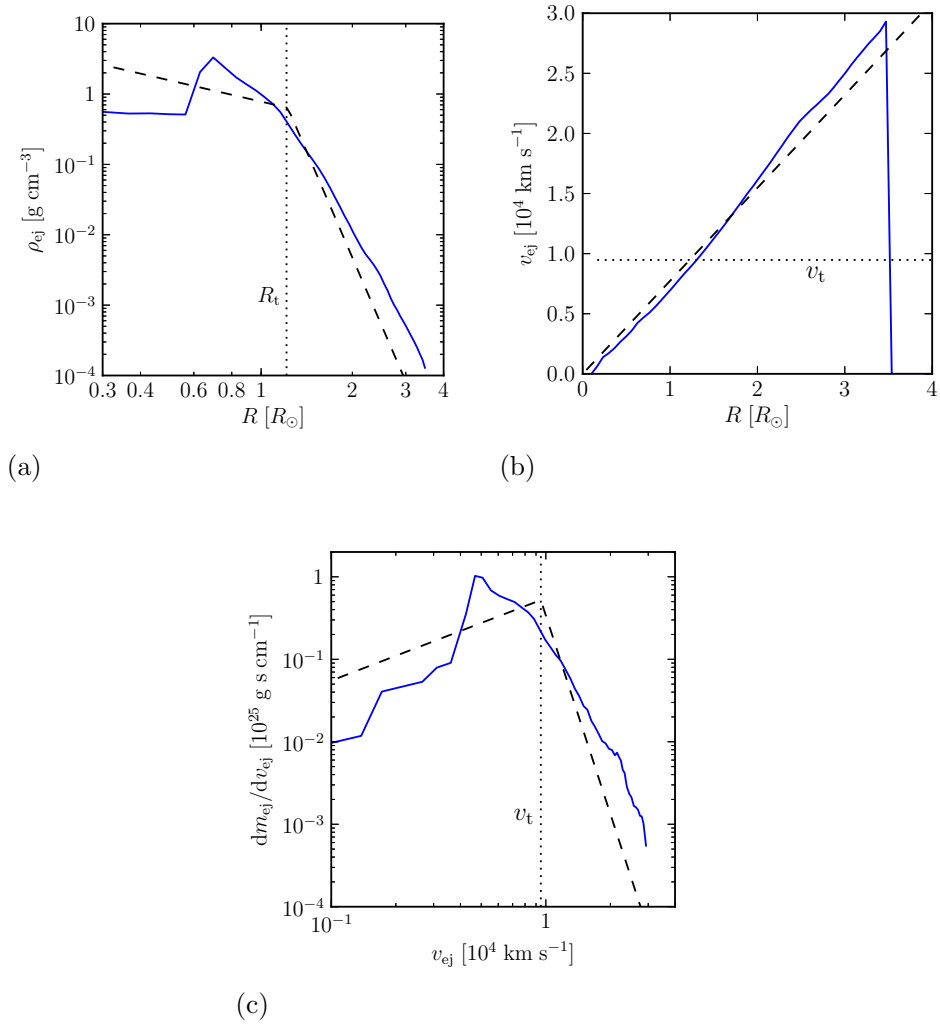 10
1
10⁻¹
10⁻²
10⁻³
10⁻⁴
ρ_ej [g cm⁻³]
R_t
0.3 0.4 0.6 0.8 1 2 3 4
R [R_⊙]
(a)
3.0
2.5
2.0
1.5
1.0
0.5
0.0
v_ej [10⁴ km s⁻¹]
v_t
0 1 2 3 4
R [R_⊙]
(b)
1
10⁻¹
10⁻²
10⁻³
10⁻⁴
dm_ej/dv_ej [10²⁵ g s cm⁻¹]
v_t
10⁻¹ 1
v_ej [10⁴ km s⁻¹]
(c)